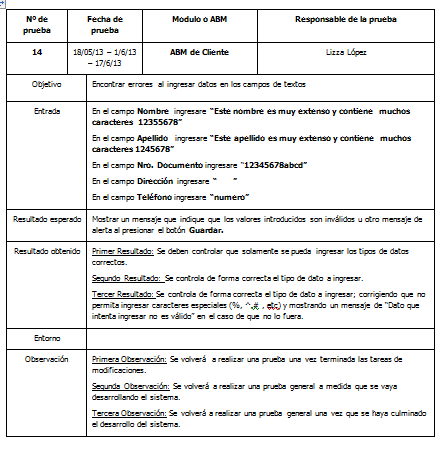 Nº de prueba Fecha de prueba Modulo o ABM Responsable de la prueba
14 18/05/13 – 1/6/13 – 17/6/13 ABM de Cliente Lizza López
Objetivo Encontrar errores al ingresar datos en los campos de textos
Entrada En el campo Nombre ingresare "Este nombre es muy extenso y contiene muchos
caracteres 12355678"
En el campo Apellido ingresare "Este apellido es muy extenso y contiene muchos
caracteres 1245678"
En el campo Nro. Documento ingresare "12345678abcd"
En el campo Dirección ingresare " "
En el campo Teléfono ingresare "numero"
Resultado esperado Mostrar un mensaje que indique que los valores introducidos son inválidos u otro mensaje de
alerta al presionar el botón Guardar.
Resultado obtenido Primer Resultado: Se deben controlar que solamente se pueda ingresar los tipos de datos
correctos.
Segundo Resultado: Se controla de forma correcta el tipo de dato a ingresar.
Tercer Resultado: Se controla de forma correcta el tipo de dato a ingresar; corrigiendo que no
permita ingresar caracteres especiales (%, ^,# , etc) y mostrando un mensaje de "Dato que
intenta ingresar no es válido" en el caso de que no lo fuera.
Entorno
Observación Primera Observación: Se volverá a realizar una prueba una vez terminada las tareas de
modificaciones.
Segunda Observación: Se volverá a realizar una prueba general a medida que se vaya
desarrollando el sistema.
Tercera Observación: Se volverá a realizar una prueba general una vez que se haya culminado
el desarrollo del sistema.